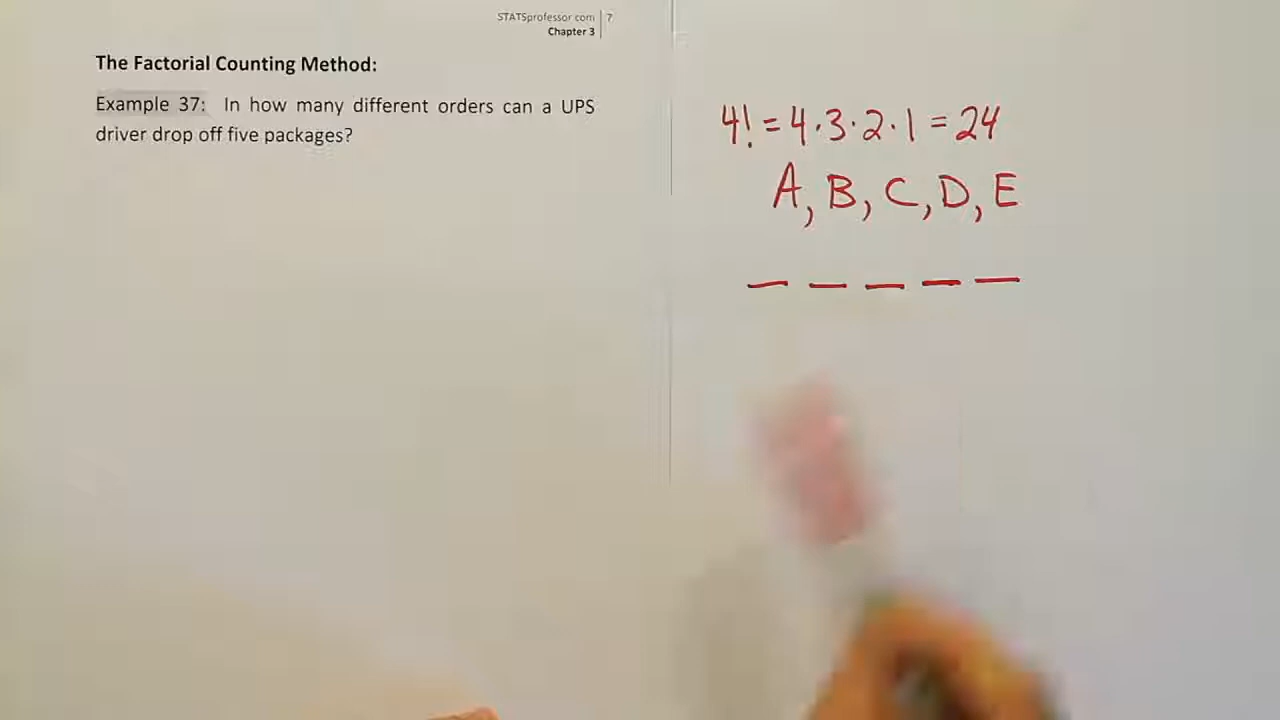 STATSprofessor com | 7
Chapter 3
The Factorial Counting Method:
Example 37: In how many different orders can a UPS
driver drop off five packages?
4! = 4·3·2·1 = 24
A, B, C, D, E